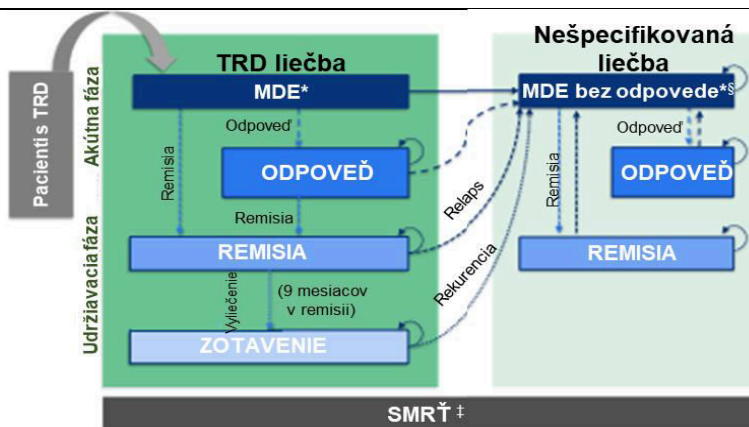 Pacienti s TRD
Akútna fáza
Udržiavacia fáza
TRD liečba
MDE*
Odpoveď
Remisia
ODPOVEĎ
Remisia
REMISIA
Vyliečenie
(9 mesiacov
v remisii)
ZOTAVENIE
Relaps
Rekurencia
Nešpecifikovaná
liečba
MDE bez odpovede*§
Odpoveď
Remisia
ODPOVEĎ
REMISIA
SMRŤ ‡